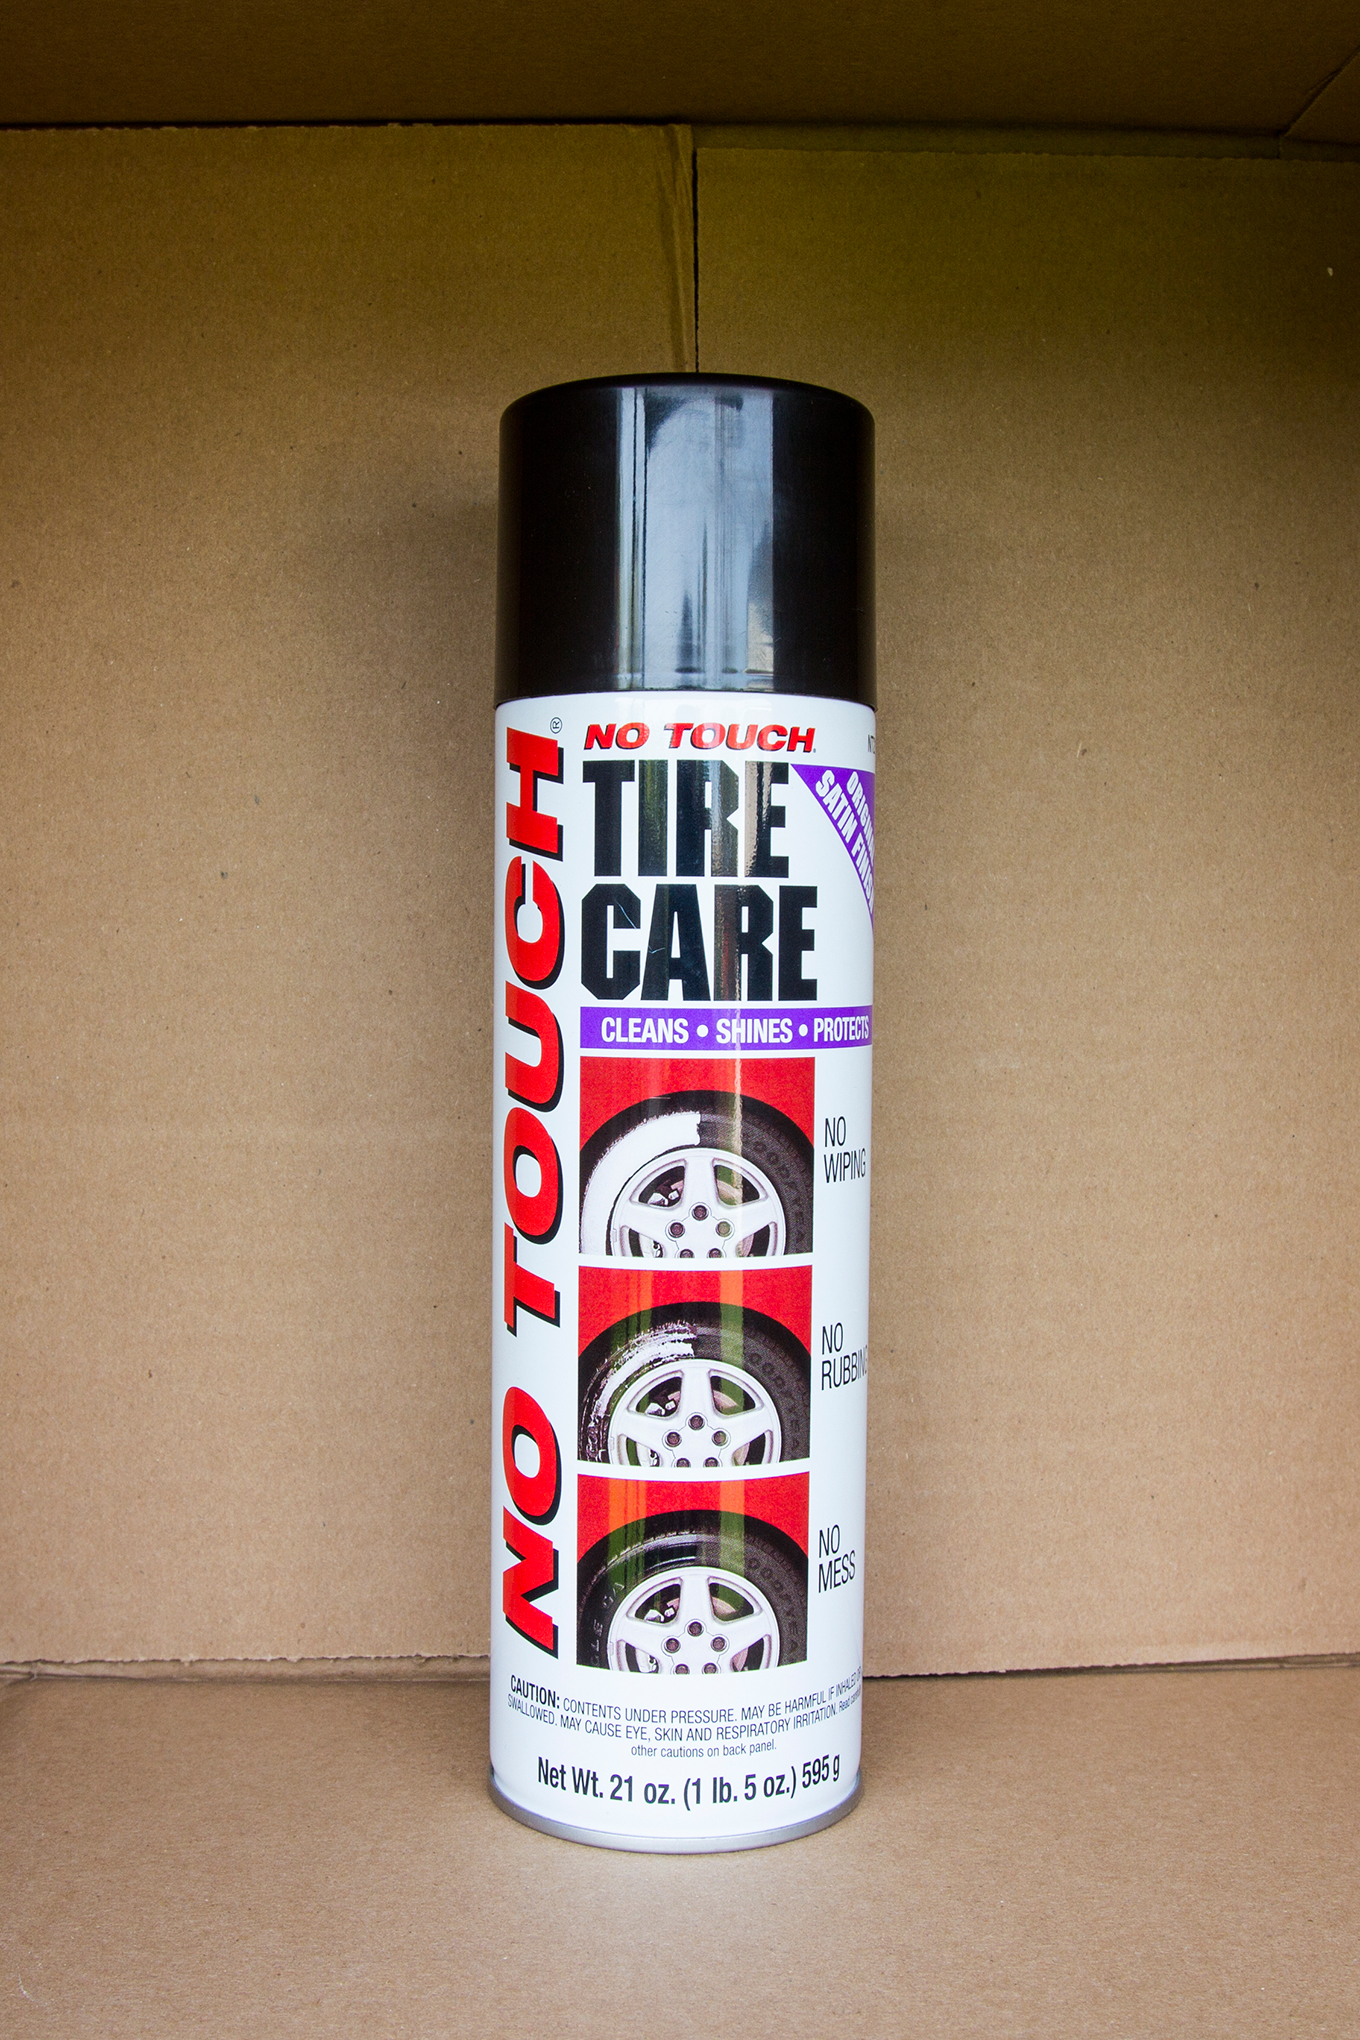 NO TOUCH®
NO TOUCH
TIRE
CARE
SATIN
CLEANS • SHINES • PROTECTS
NO
WIPING
NO
NO
MESS
CAUTION: CONTENTS UNDER PRESSURE. MAY BE HARMFUL IF INHALED
SWALLOWED. MAY CAUSE EYE, SKIN AND RESPIRATORY IRRITATION. Read
other cautions on back panel.
Net Wt. 21 oz. (1 lb. 5 oz.) 595 g